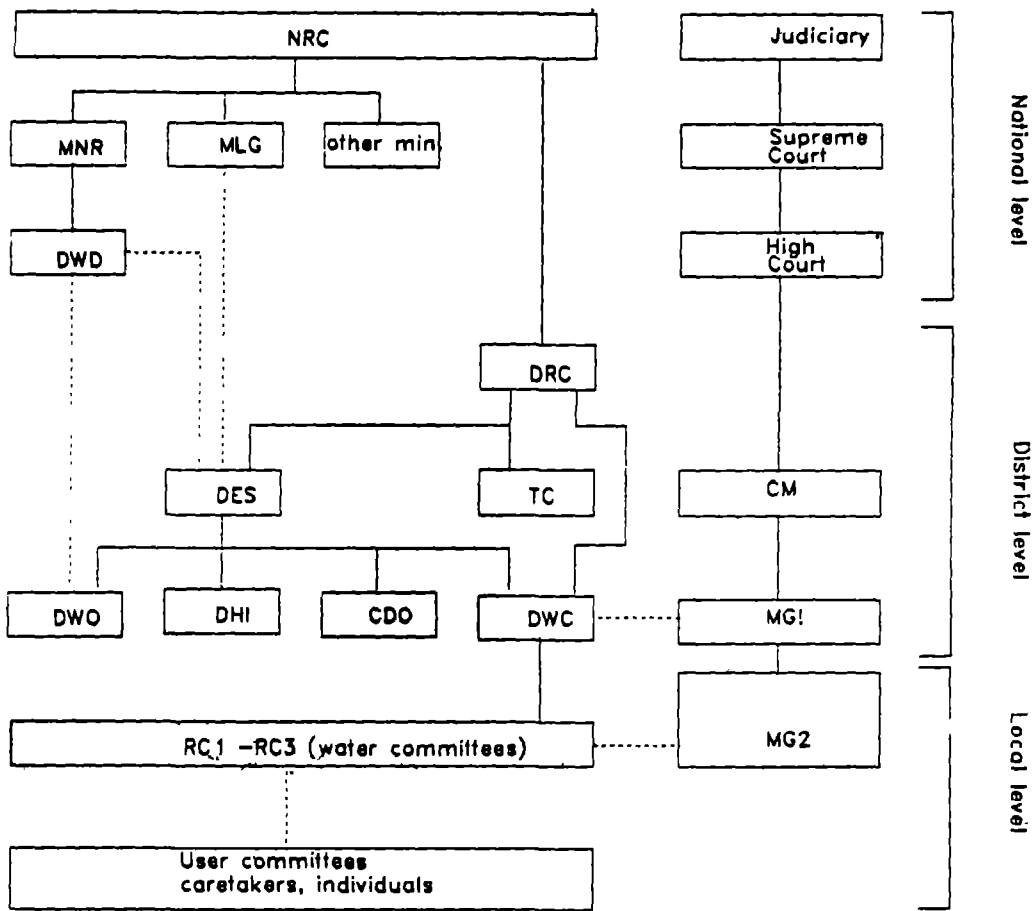 NRC
Judiciary
MNR
MLG
other min
Supreme
Court
DWD
High
Court
National level
DRC
DES
TC
CM
District level
DWO
DHI
CDO
DWC
MG!
RC1 -RC3 (water committees)
MG2
Local level
User committees
caretakers, individuals